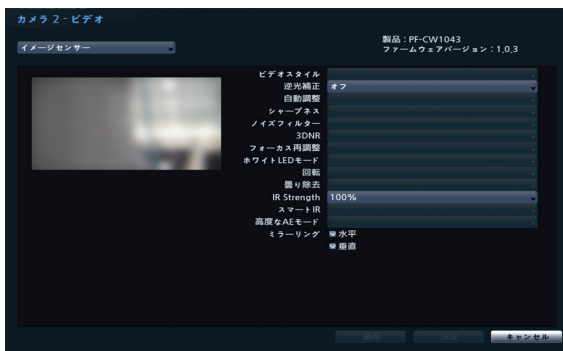 カメラ 2 - ビデオ
イメージセンサー
製品：PF-CW1043
ファームウェアバージョン：1,0,3
ビデオスタイル
逆光補正 オフ
自動調整
シャープネス
ノイズフィルター
3DNR
フォーカス再調整
ホワイトLEDモード
回転
曇り除去
IR Strength 100%
スマートIR
高度なAEモード
ミラーリング 水平
垂直
適用 決定 キャンセル